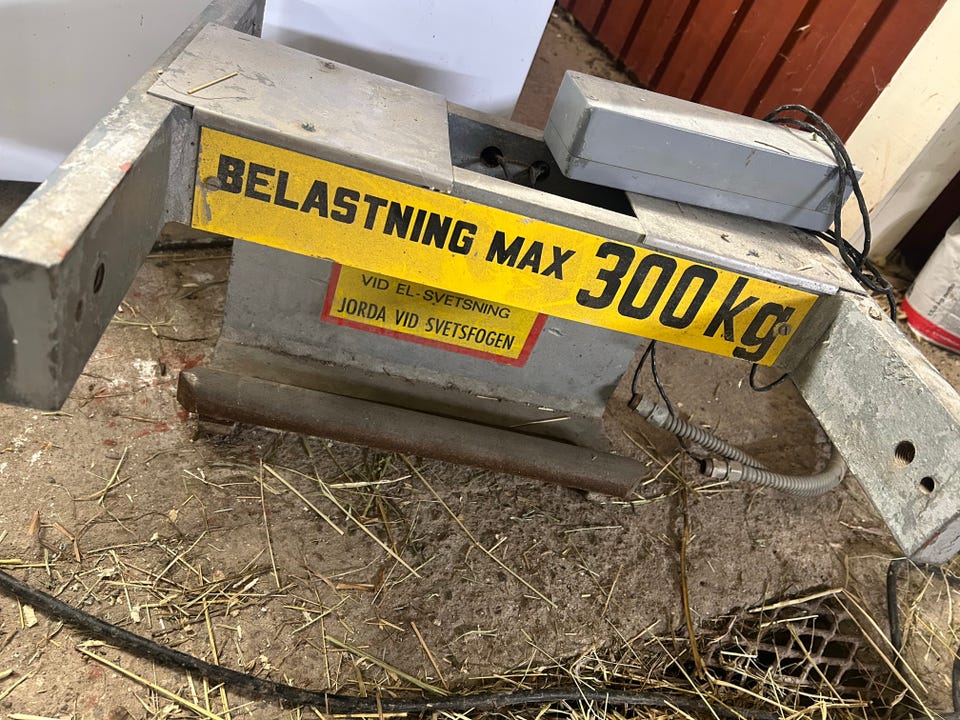 BELASTNING MAX 300kg
VID EL-SVETSNING
JORDA VID SVETSFOGEN